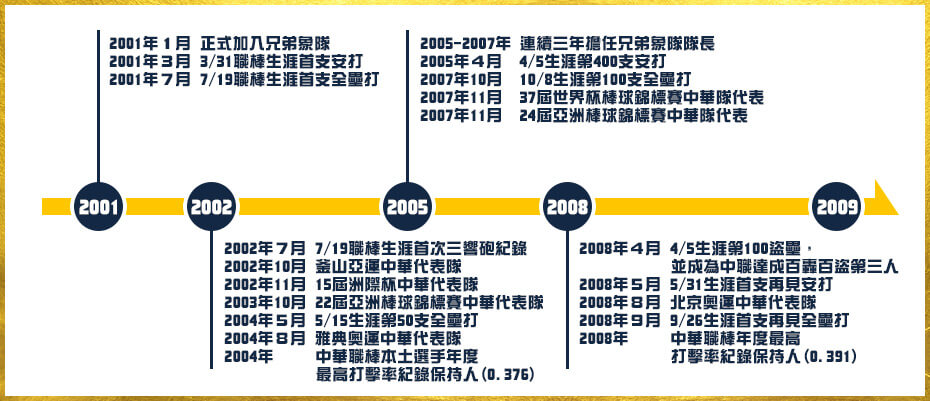 2001年1月 正式加入兄弟象隊
2001年3月 3/31職棒生涯首支安打
2001年7月 7/19職棒生涯首支全壘打
2005-2007年 連續三年擔任兄弟象隊隊長
2005年4月 4/5生涯第400支安打
2007年10月 10/8生涯第100支全壘打
2007年11月 37屆世界杯棒球錦標賽中華隊代表
2007年11月 24屆亞洲棒球錦標賽中華隊代表
2001
2002
2005
2008
2009
2002年7月 7/19職棒生涯首次三響砲紀錄
2002年10月 釜山亞運中華代表隊
2002年11月 15屆洲際杯中華代表隊
2003年10月 22屆亞洲棒球錦標賽中華代表隊
2004年5月 5/15生涯第50支全壘打
2004年8月 雅典奧運中華代表隊
2004年 中華職棒本土選手年度
最高打擊率紀錄保持人(0.376)
2008年4月 4/5生涯第100盜壘，
並成為中職達成百轟百盜第三人
2008年5月 5/31生涯首支再見安打
2008年8月 北京奧運中華代表隊
2008年9月 9/26生涯首支再見全壘打
2008年 中華職棒年度最高
打擊率紀錄保持人(0.391)